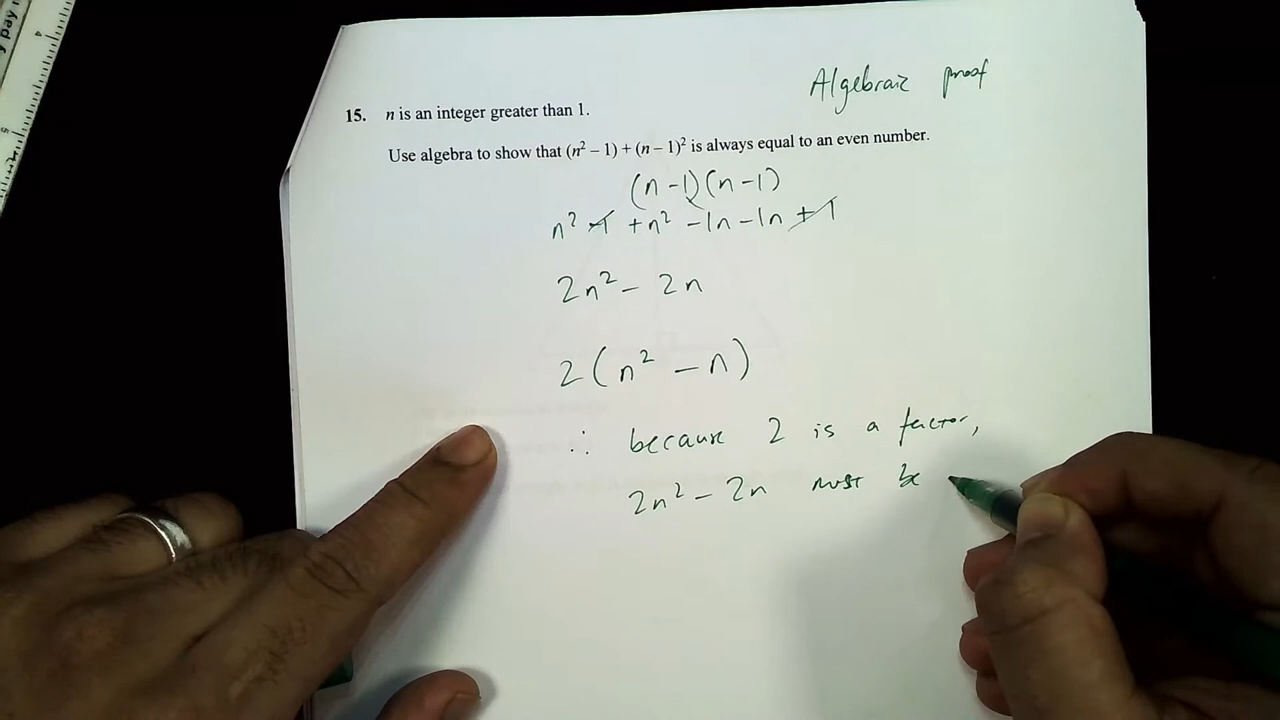 y pay
Algebraic proof
15. n is an integer greater than 1.
Use algebra to show that (n² – 1) + (n – 1)² is always equal to an even number.
(n -1)(n -1)
n² -1 +n² -1n -1n +1
2n² - 2n
2(n² - n)
∴ because 2 is a factor,
2n² - 2n must be